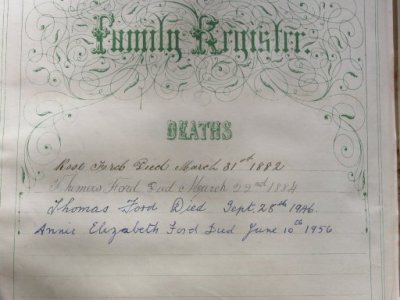 Family Register.
DEATHS
Robt Ford Died March 31st 1882
Thomas Ford Died March 22nd 1884
Thomas Ford Died Sept. 28th 1946.
Annie Elizabeth Ford Died June 10th 1956